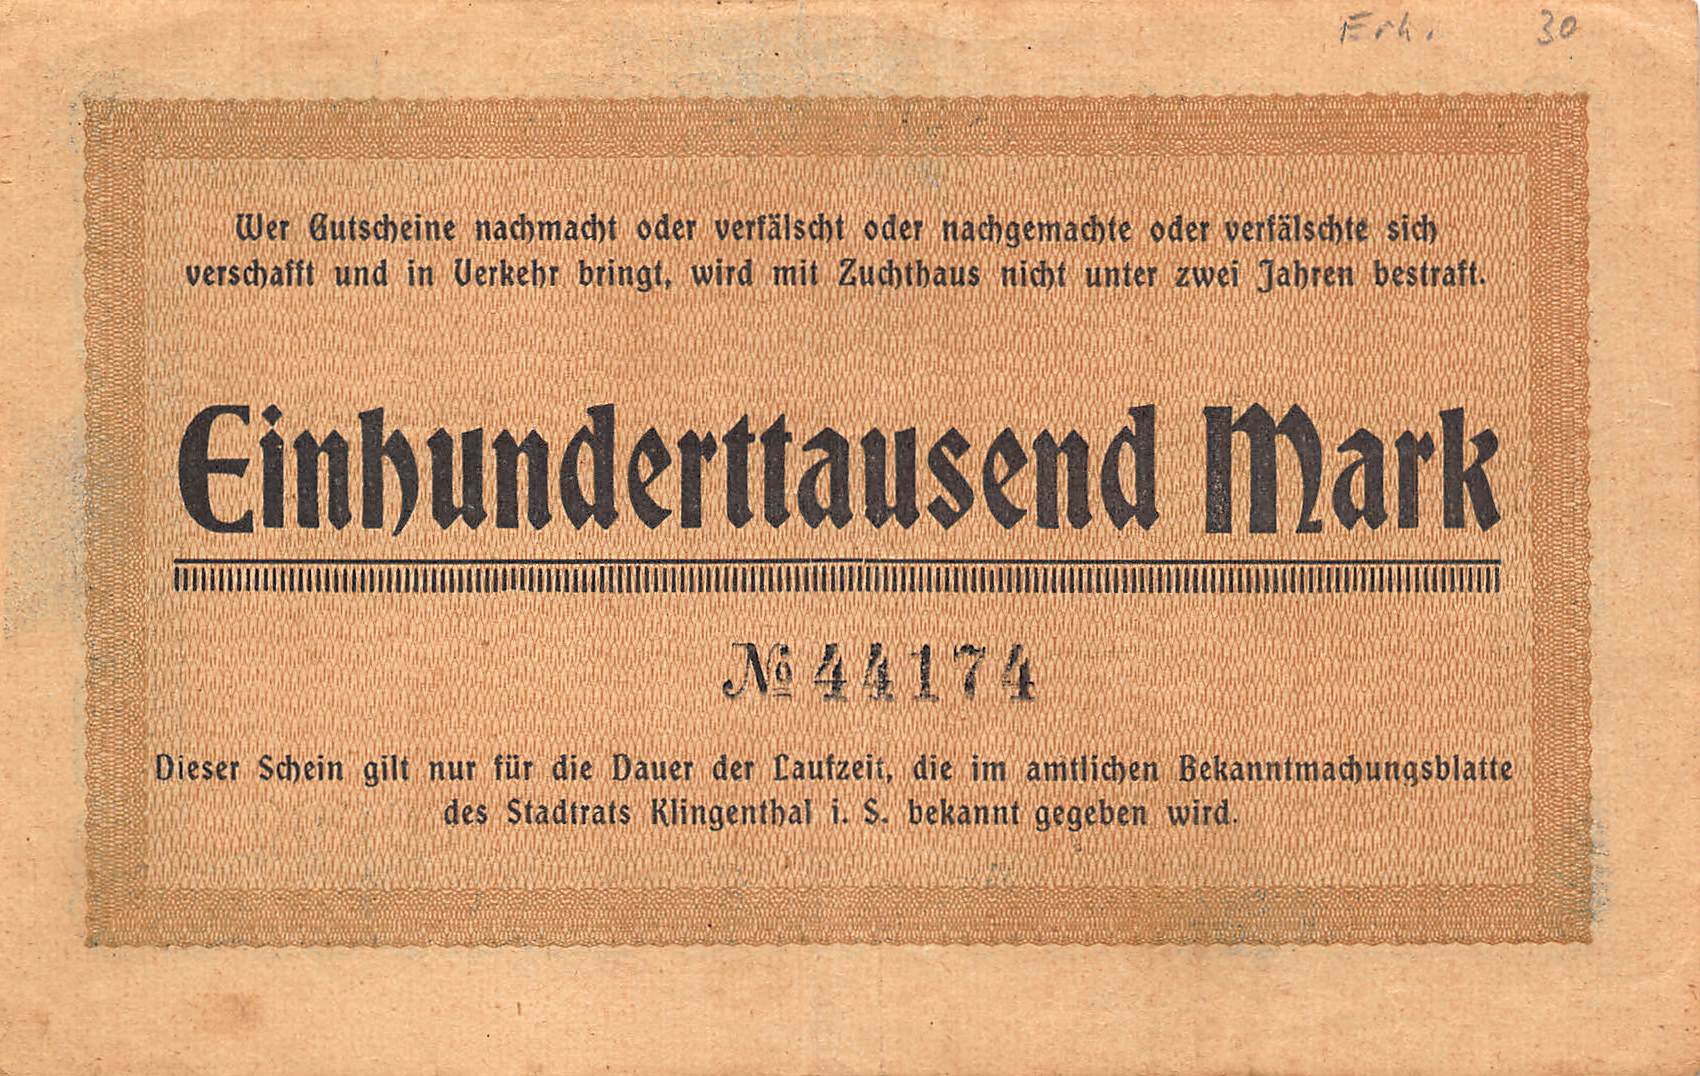 Erh. 30
Wer Gutscheine nachmacht oder verfälscht oder nachgemachte oder verfälschte sich
verschafft und in Verkehr bringt, wird mit Zuchthaus nicht unter zwei Jahren bestraft.
Einhunderttausend Mark
№ 44174
Dieser Schein gilt nur für die Dauer der Laufzeit, die im amtlichen Bekanntmachungsblatte
des Stadtrats Klingenthal i. S. bekannt gegeben wird.